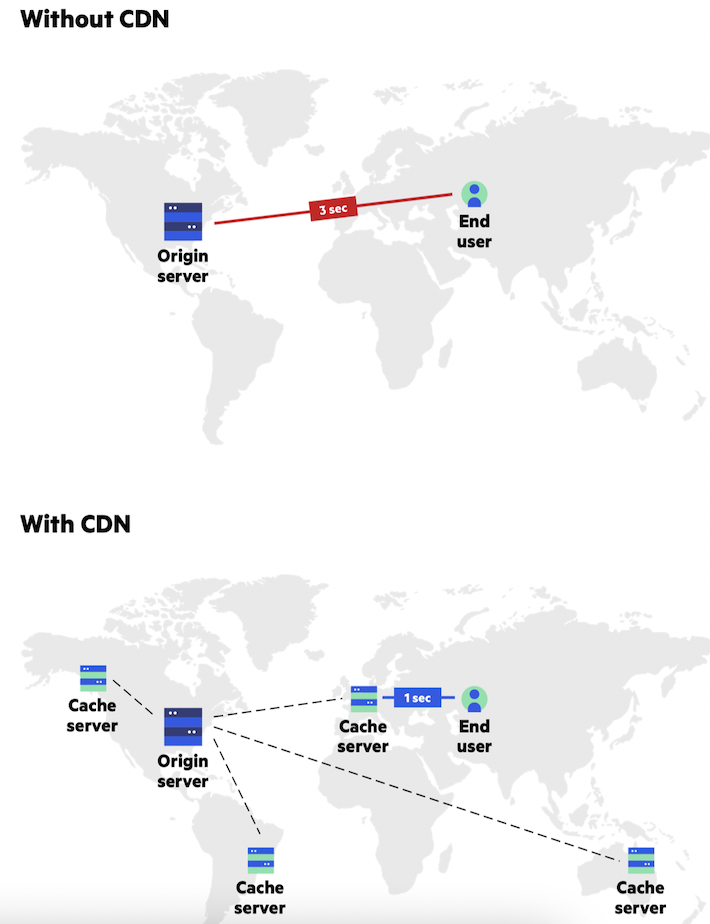 Without CDN
3 sec
End
user
Origin
server
With CDN
Cache
server
1 sec
Cache
server
End
user
Origin
server
Cache
server
Cache
server